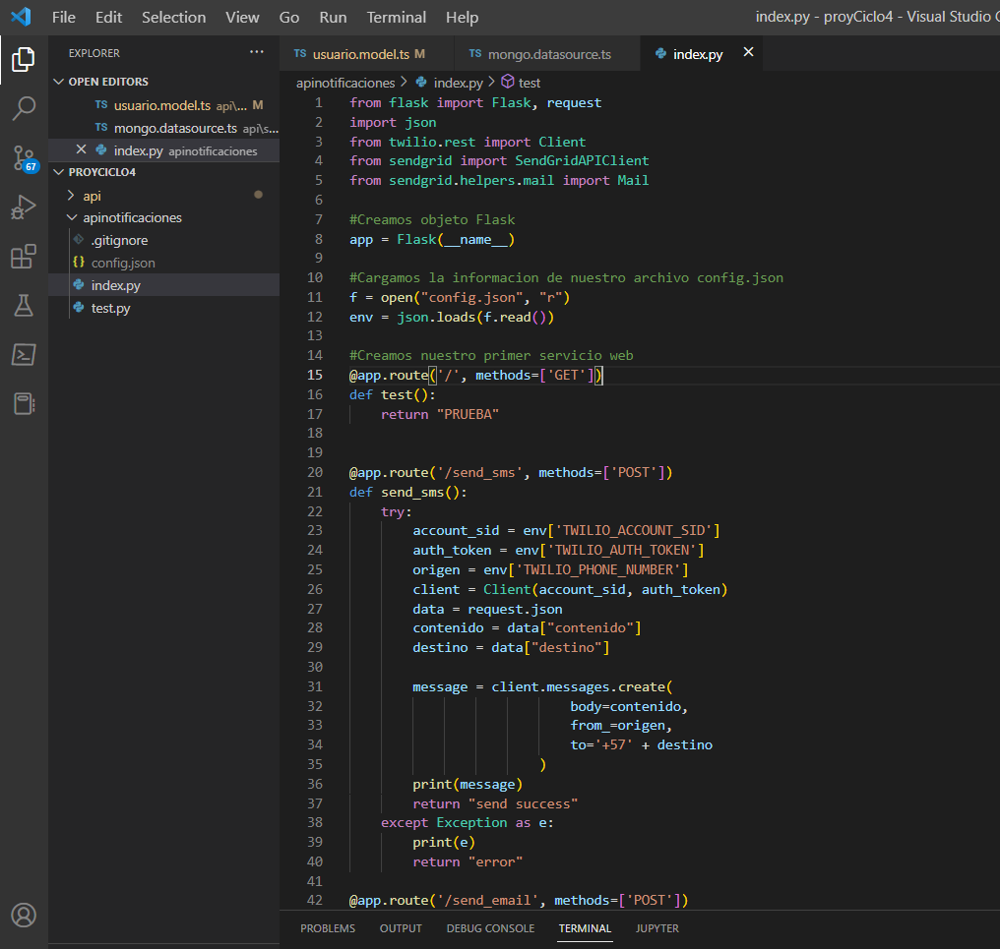 File Edit Selection View Go Run Terminal Help
index.py - proyCiclo4 - Visual Studio
EXPLORER ...
OPEN EDITORS
TS usuario.model.ts api\... M
TS mongo.datasource.ts api\s...
index.py apinotificaciones
67
PROYCICLO4
api
apinotificaciones
.gitignore
{} config.json
index.py
test.py
TS usuario.model.ts M
TS mongo.datasource.ts
index.py
apinotificaciones > index.py > test
1 from flask import Flask, request
2 import json
3 from twilio.rest import Client
4 from sendgrid import SendGridAPIClient
5 from sendgrid.helpers.mail import Mail
6
7 #Creamos objeto Flask
8 app = Flask(__name__)
9
10 #Cargamos la informacion de nuestro archivo config.json
11 f = open("config.json", "r")
12 env = json.loads(f.read())
13
14 #Creamos nuestro primer servicio web
15 @app.route('/', methods=['GET'])
16 def test():
17     return "PRUEBA"
18
19
20 @app.route('/send_sms', methods=['POST'])
21 def send_sms():
22     try:
23         account_sid = env['TWILIO_ACCOUNT_SID']
24         auth_token = env['TWILIO_AUTH_TOKEN']
25         origen = env['TWILIO_PHONE_NUMBER']
26         client = Client(account_sid, auth_token)
27         data = request.json
28         contenido = data["contenido"]
29         destino = data["destino"]
30
31         message = client.messages.create(
32                             body=contenido,
33                             from_=origen,
34                             to='+57' + destino
35                         )
36         print(message)
37         return "send success"
38     except Exception as e:
39         print(e)
40         return "error"
41
42 @app.route('/send_email', methods=['POST'])
PROBLEMS OUTPUT DEBUG CONSOLE TERMINAL JUPYTER